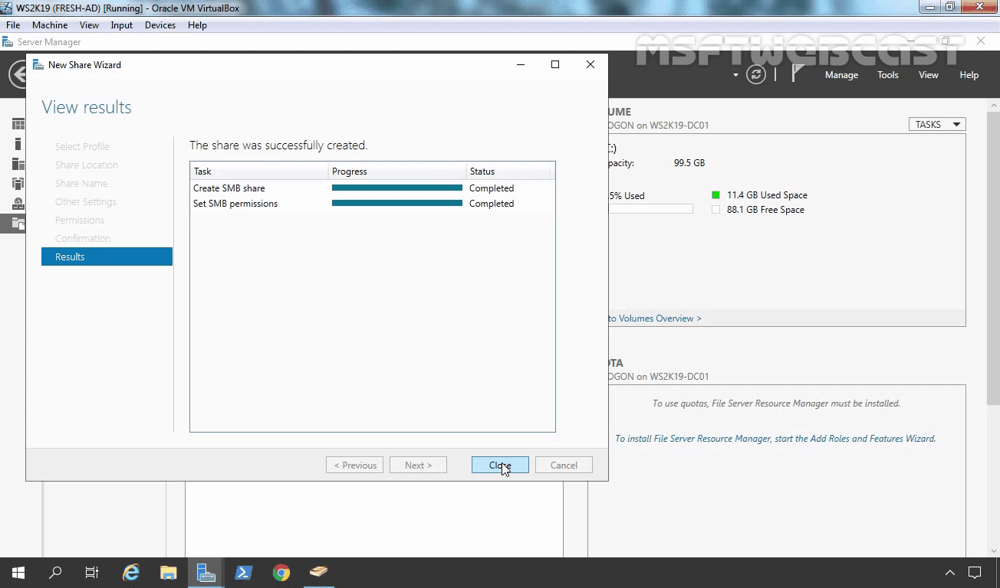 WS2K19 (FRESH-AD) [Running] - Oracle VM VirtualBox
File Machine View Input Devices Help
Server Manager
MSFTWEBCAST
New Share Wizard
Manage Tools View Help
View results
UME
OGON on WS2K19-DC01
TASKS
Select Profile
Share Location
Share Name
Other Settings
Permissions
Confirmation
Results
The share was successfully created.
Task Progress Status
Create SMB share Completed
Set SMB permissions Completed
:)
pacity: 99.5 GB
5% Used
11.4 GB Used Space
88.1 GB Free Space
to Volumes Overview >
OTA
OGON on WS2K19-DC01
To use quotas, File Server Resource Manager must be installed.
To install File Server Resource Manager, start the Add Roles and Features Wizard.
< Previous Next > Close Cancel